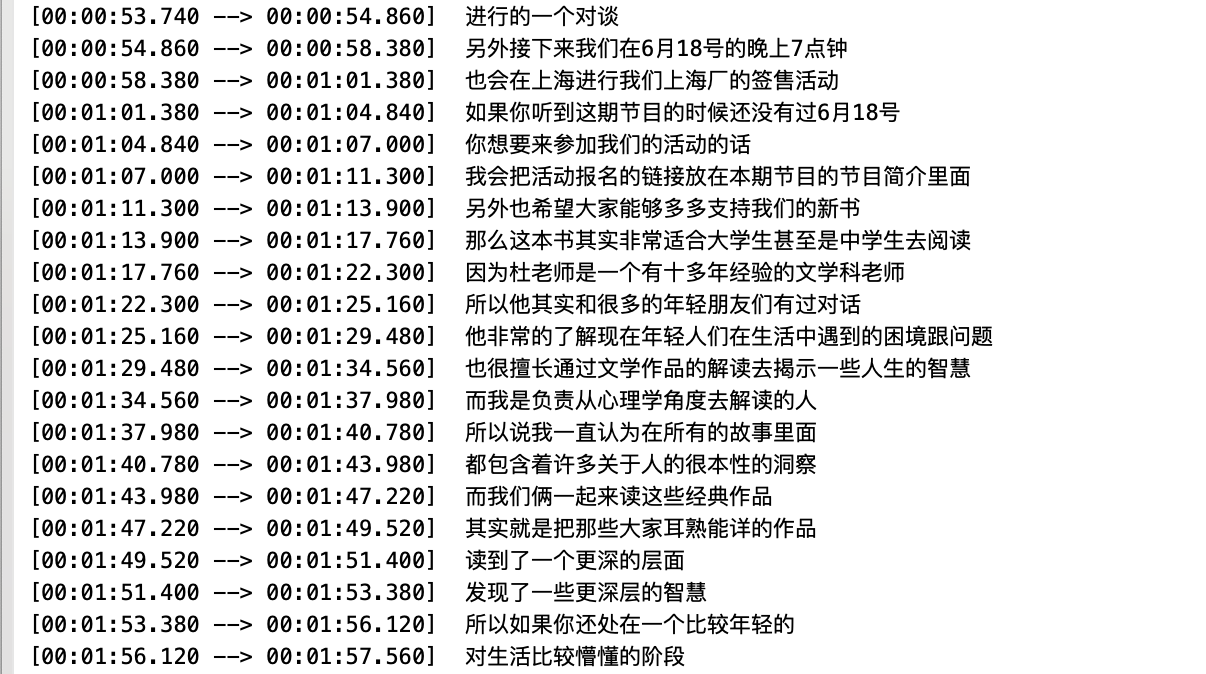 [00:00:53.740 --> 00:00:54.860] 进行的一个对谈
[00:00:54.860 --> 00:00:58.380] 另外接下来我们在6月18号的晚上7点钟
[00:00:58.380 --> 00:01:01.380] 也会在上海进行我们上海厂的签售活动
[00:01:01.380 --> 00:01:04.840] 如果你听到这期节目的时候还没有过6月18号
[00:01:04.840 --> 00:01:07.000] 你想要来参加我们的活动的话
[00:01:07.000 --> 00:01:11.300] 我会把活动报名的链接放在本期节目的节目简介里面
[00:01:11.300 --> 00:01:13.900] 另外也希望大家能够多多支持我们的新书
[00:01:13.900 --> 00:01:17.760] 那么这本书其实非常适合大学生甚至是中学生去阅读
[00:01:17.760 --> 00:01:22.300] 因为杜老师是一个有十多年经验的文学科老师
[00:01:22.300 --> 00:01:25.160] 所以他其实和很多的年轻朋友们有过对话
[00:01:25.160 --> 00:01:29.480] 他非常的了解现在年轻人们在生活中遇到的困境跟问题
[00:01:29.480 --> 00:01:34.560] 也很擅长通过文学作品的解读去揭示一些人生的智慧
[00:01:34.560 --> 00:01:37.980] 而我是负责从心理学角度去解读的人
[00:01:37.980 --> 00:01:40.780] 所以说我一直认为在所有的故事里面
[00:01:40.780 --> 00:01:43.980] 都包含着许多关于人的很本性的洞察
[00:01:43.980 --> 00:01:47.220] 而我们俩一起来读这些经典作品
[00:01:47.220 --> 00:01:49.520] 其实就是把那些大家耳熟能详的作品
[00:01:49.520 --> 00:01:51.400] 读到了一个更深的层面
[00:01:51.400 --> 00:01:53.380] 发现了一些更深层的智慧
[00:01:53.380 --> 00:01:56.120] 所以如果你还处在一个比较年轻的
[00:01:56.120 --> 00:01:57.560] 对生活比较懵懂的阶段